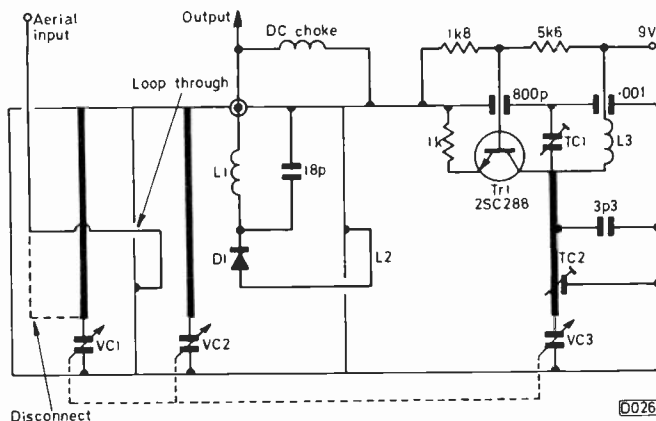 Aerial
input
Output
DC choke
1k8
5k6
9V
Loop through
800p
·001
L1
18p
1k
TC1
L3
Tr1
2SC288
3p3
D1
L2
TC2
VC1
VC2
VC3
Disconnect
D026